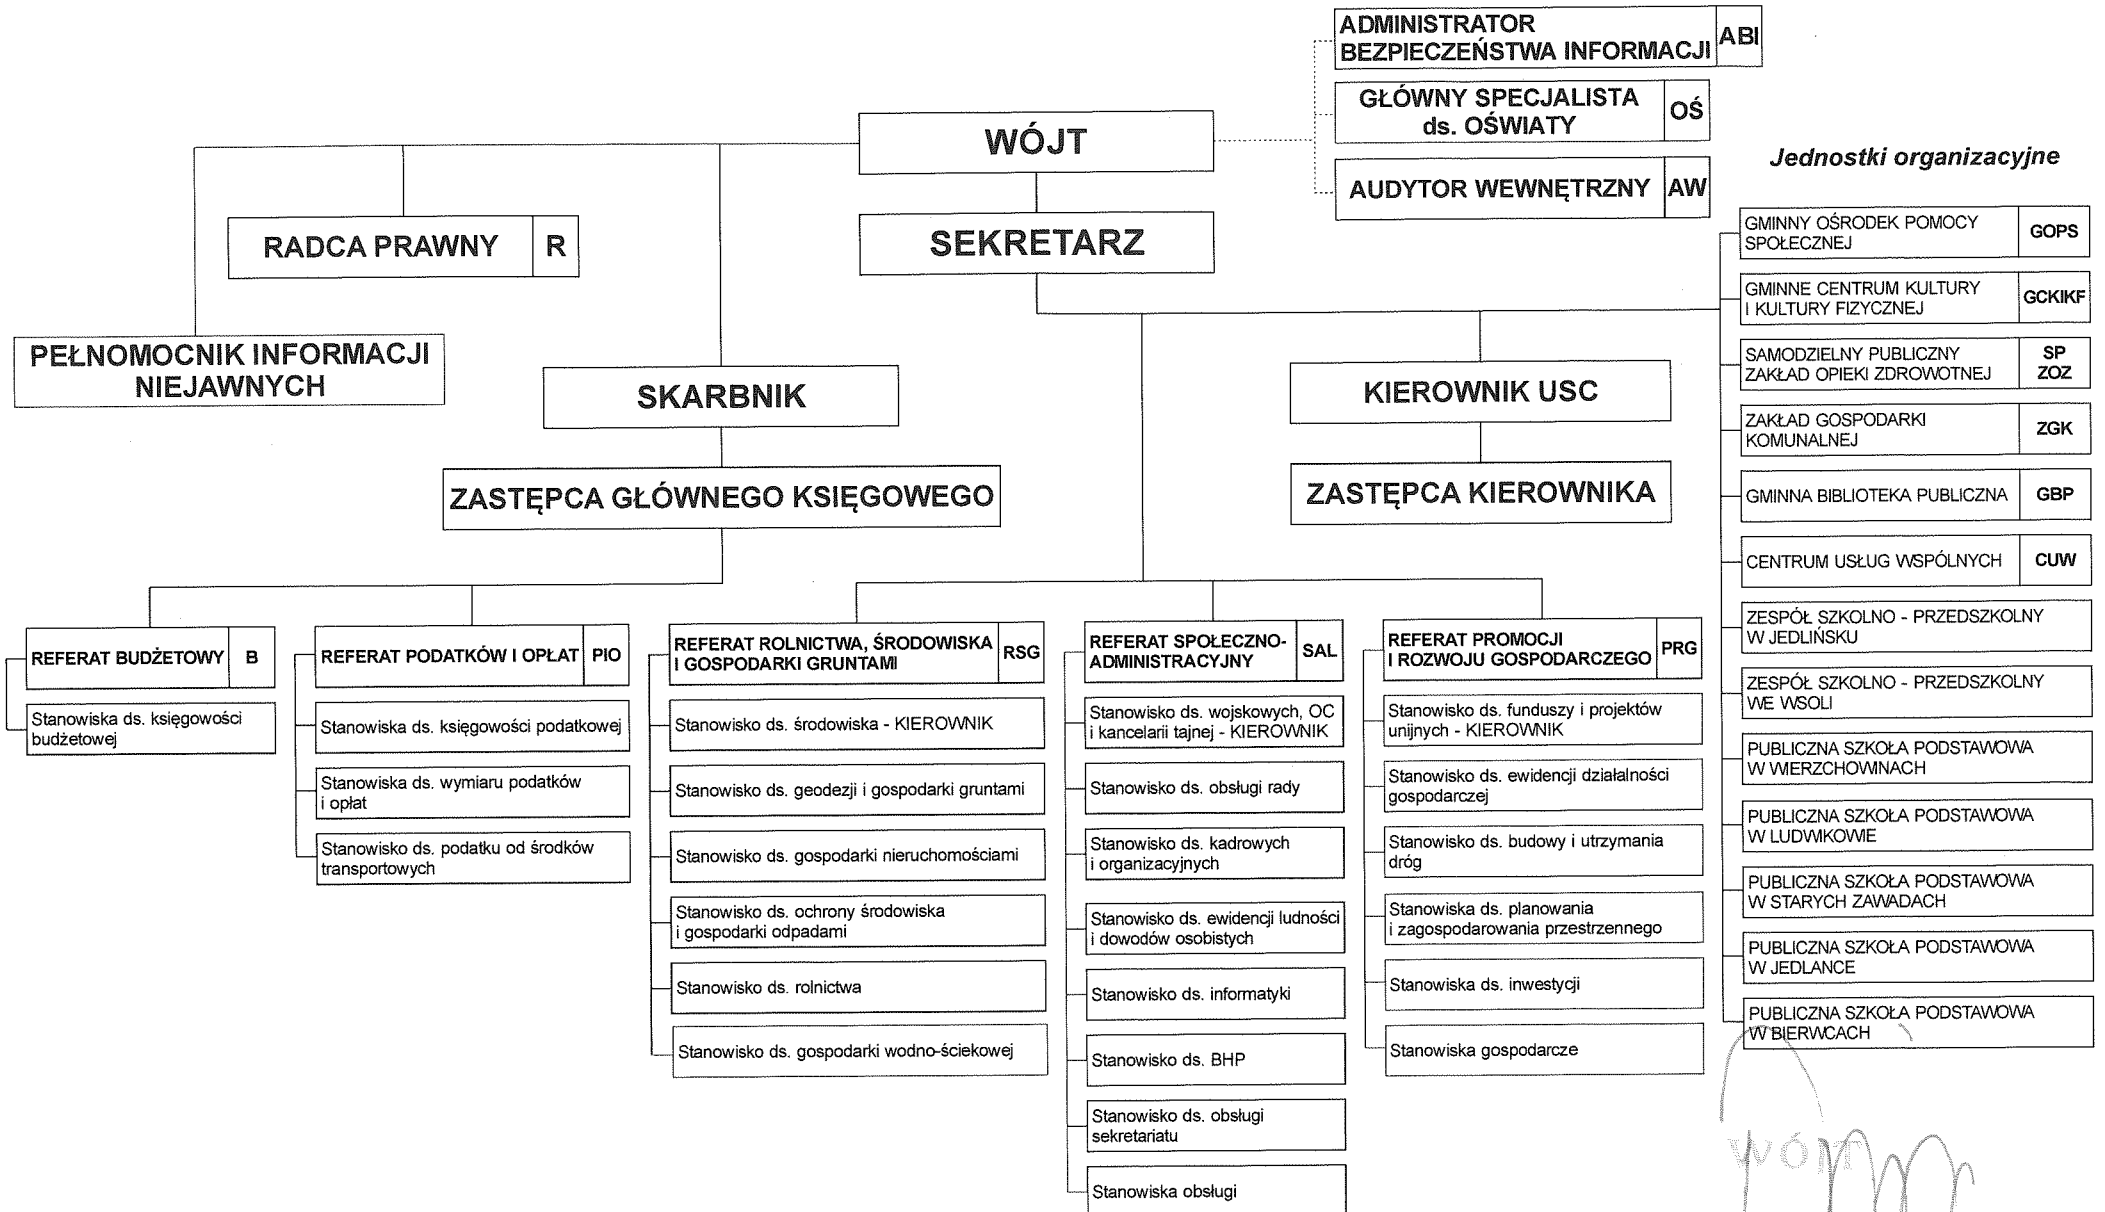 ADMINISTRATOR
BEZPIECZEŃSTWA INFORMACJI
ABI
GŁÓWNY SPECJALISTA
ds. OŚWIATY
OŚ
AUDYTOR WEWNĘTRZNY
AW
WÓJT
SEKRETARZ
RADCA PRAWNY
R
PEŁNOMOCNIK INFORMACJI
NIEJAWNYCH
SKARBNIK
ZASTĘPCA GŁÓWNEGO KSIĘGOWEGO
KIEROWNIK USC
ZASTĘPCA KIEROWNIKA
REFERAT BUDŻETOWY
B
Stanowiska ds. księgowości
budżetowej
REFERAT PODATKÓW I OPŁAT
PIO
Stanowiska ds. księgowości podatkowej
Stanowiska ds. wymiaru podatków
i opłat
Stanowisko ds. podatku od środków
transportowych
REFERAT ROLNICTWA, ŚRODOWISKA
I GOSPODARKI GRUNTAMI
RSG
Stanowisko ds. środowiska - KIEROWNIK
Stanowisko ds. geodezji i gospodarki gruntami
Stanowisko ds. gospodarki nieruchomościami
Stanowisko ds. ochrony środowiska
i gospodarki odpadami
Stanowisko ds. rolnictwa
Stanowisko ds. gospodarki wodno-ściekowej
REFERAT SPOŁECZNO-
ADMINISTRACYJNY
SAL
Stanowisko ds. wojskowych, OC
i kancelarii tajnej - KIEROWNIK
Stanowisko ds. obsługi rady
Stanowisko ds. kadrowych
i organizacyjnych
Stanowisko ds. ewidencji ludności
i dowodów osobistych
Stanowisko ds. informatyki
Stanowisko ds. BHP
Stanowisko ds. obsługi
sekretariatu
Stanowiska obsługi
REFERAT PROMOCJI
I ROZWOJU GOSPODARCZEGO
PRG
Stanowisko ds. funduszy i projektów
unijnych - KIEROWNIK
Stanowisko ds. ewidencji działalności
gospodarczej
Stanowisko ds. budowy i utrzymania
dróg
Stanowiska ds. planowania
i zagospodarowania przestrzennego
Stanowiska ds. inwestycji
Stanowiska gospodarcze
Jednostki organizacyjne
GMINNY OŚRODEK POMOCY
SPOŁECZNEJ
GOPS
GMINNE CENTRUM KULTURY
I KULTURY FIZYCZNEJ
GCKIKF
SAMODZIELNY PUBLICZNY
ZAKŁAD OPIEKI ZDROWOTNEJ
SP
ZOZ
ZAKŁAD GOSPODARKI
KOMUNALNEJ
ZGK
GMINNA BIBLIOTEKA PUBLICZNA
GBP
CENTRUM USŁUG WSPÓLNYCH
CUW
ZESPÓŁ SZKOLNO - PRZEDSZKOLNY
W JEDLIŃSKU
ZESPÓŁ SZKOLNO - PRZEDSZKOLNY
WE WSOLI
PUBLICZNA SZKOŁA PODSTAWOWA
W WIERZCHOWINACH
PUBLICZNA SZKOŁA PODSTAWOWA
W LUDWIKOWIE
PUBLICZNA SZKOŁA PODSTAWOWA
W STARYCH ZAWADACH
PUBLICZNA SZKOŁA PODSTAWOWA
W JEDLANCE
PUBLICZNA SZKOŁA PODSTAWOWA
W BIERWCACH
WÓJT